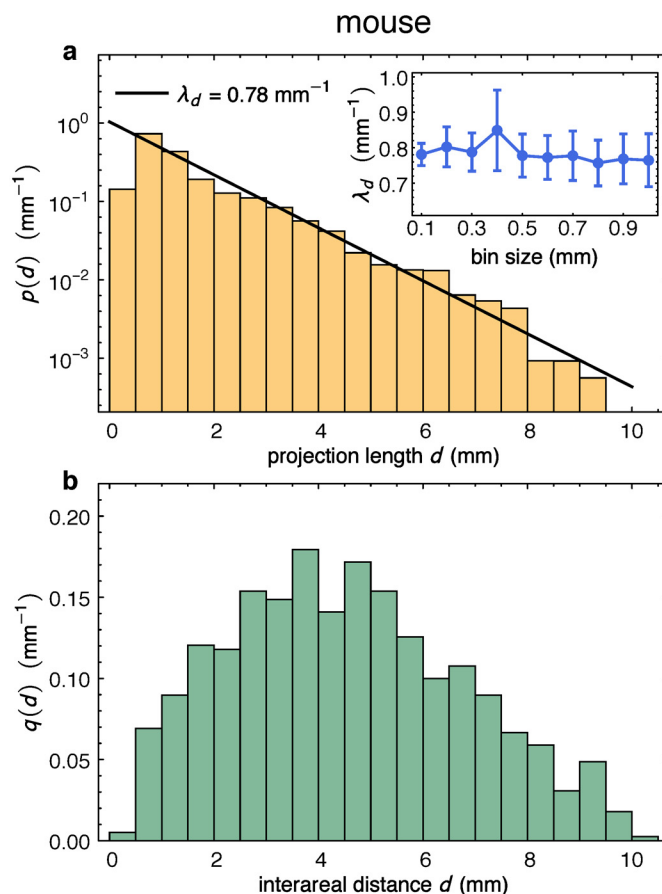 mouse
a
λd = 0.78 mm⁻¹
p(d) (mm⁻¹)
10⁰
10⁻¹
10⁻²
10⁻³
0 2 4 6 8 10
projection length d (mm)
λd (mm⁻¹)
1.0
0.9
0.8
0.7
0.1 0.3 0.5 0.7 0.9
bin size (mm)
b
q(d) (mm⁻¹)
0.20
0.15
0.10
0.05
0.00
0 2 4 6 8 10
interareal distance d (mm)